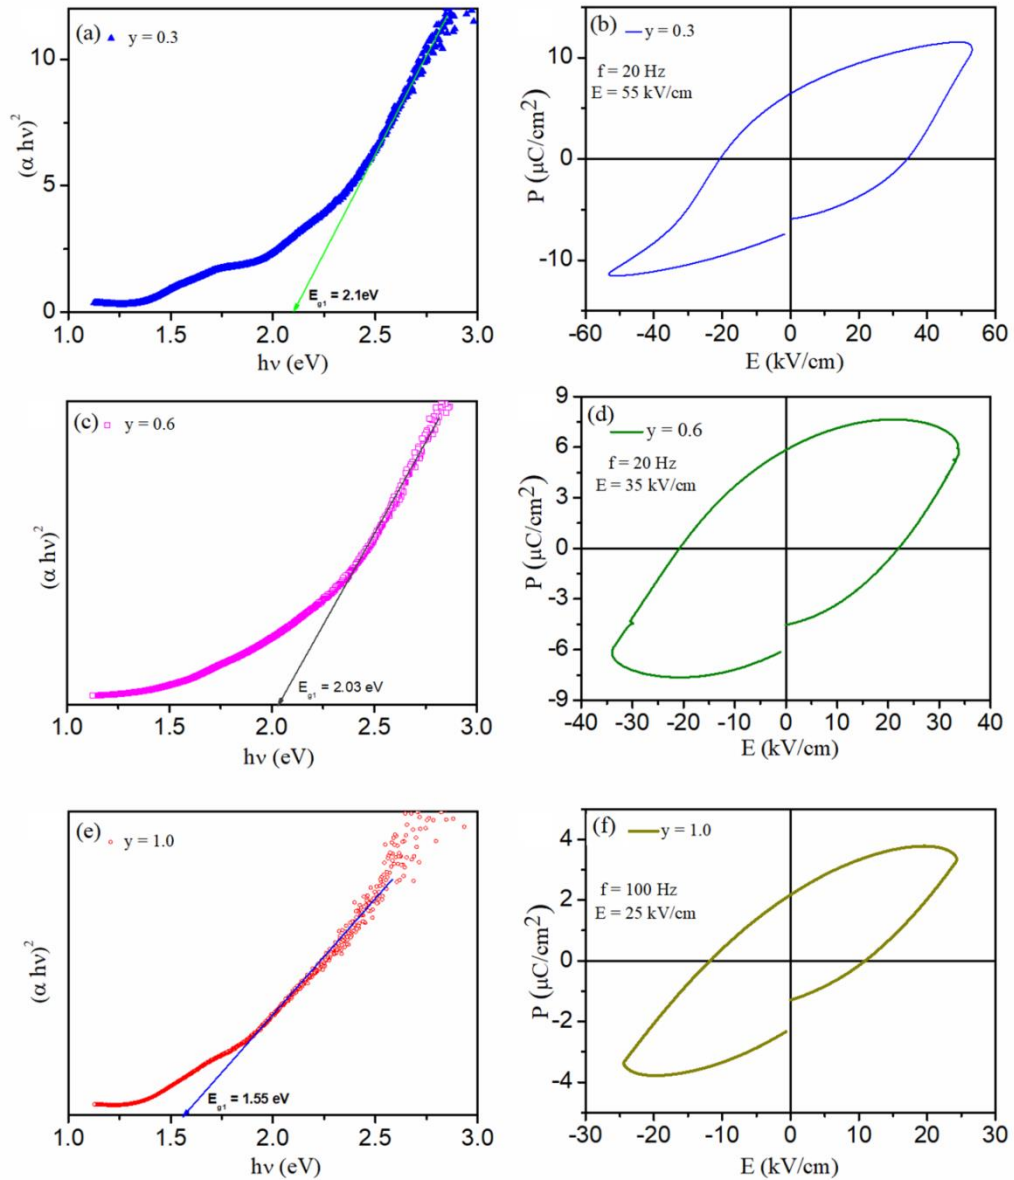 (a) ▲ y = 0.3
10
5
0
(α hν)²
E_g1 = 2.1eV
1.0 1.5 2.0 2.5 3.0
hν (eV)
(b) y = 0.3
f = 20 Hz
E = 55 kV/cm
10
0
-10
P (μC/cm²)
-60 -40 -20 0 20 40 60
E (kV/cm)
(c) □ y = 0.6
(α hν)²
E_g1 = 2.03 eV
1.0 1.5 2.0 2.5 3.0
hν (eV)
(d) y = 0.6
f = 20 Hz
E = 35 kV/cm
9
6
3
0
-3
-6
-9
P (μC/cm²)
-40 -30 -20 -10 0 10 20 30 40
E (kV/cm)
(e) ○ y = 1.0
(α hν)²
E_g1 = 1.55 eV
1.0 1.5 2.0 2.5 3.0
hν (eV)
(f) y = 1.0
f = 100 Hz
E = 25 kV/cm
4
2
0
-2
-4
P (μC/cm²)
-30 -20 -10 0 10 20 30
E (kV/cm)